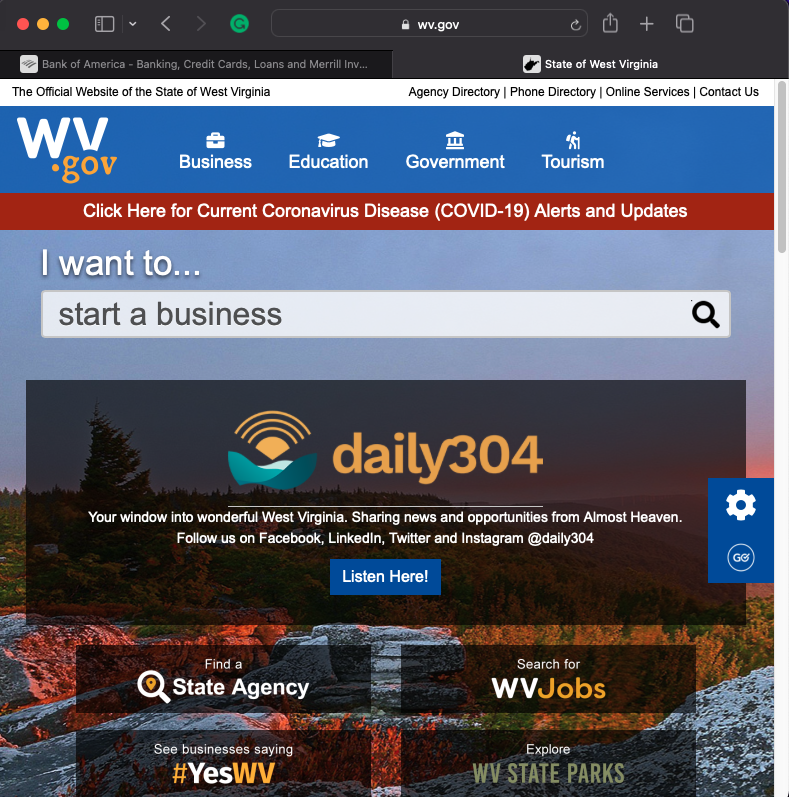 wv.gov
Bank of America - Banking, Credit Cards, Loans and Merrill Inv...
State of West Virginia
The Official Website of the State of West Virginia
Agency Directory | Phone Directory | Online Services | Contact Us
WV
.gov
Business
Education
Government
Tourism
Click Here for Current Coronavirus Disease (COVID-19) Alerts and Updates
I want to...
start a business
daily304
Your window into wonderful West Virginia. Sharing news and opportunities from Almost Heaven.
Follow us on Facebook, LinkedIn, Twitter and Instagram @daily304
Listen Here!
GO
Find a
State Agency
Search for
WVJobs
See businesses saying
#YesWV
Explore
WV STATE PARKS